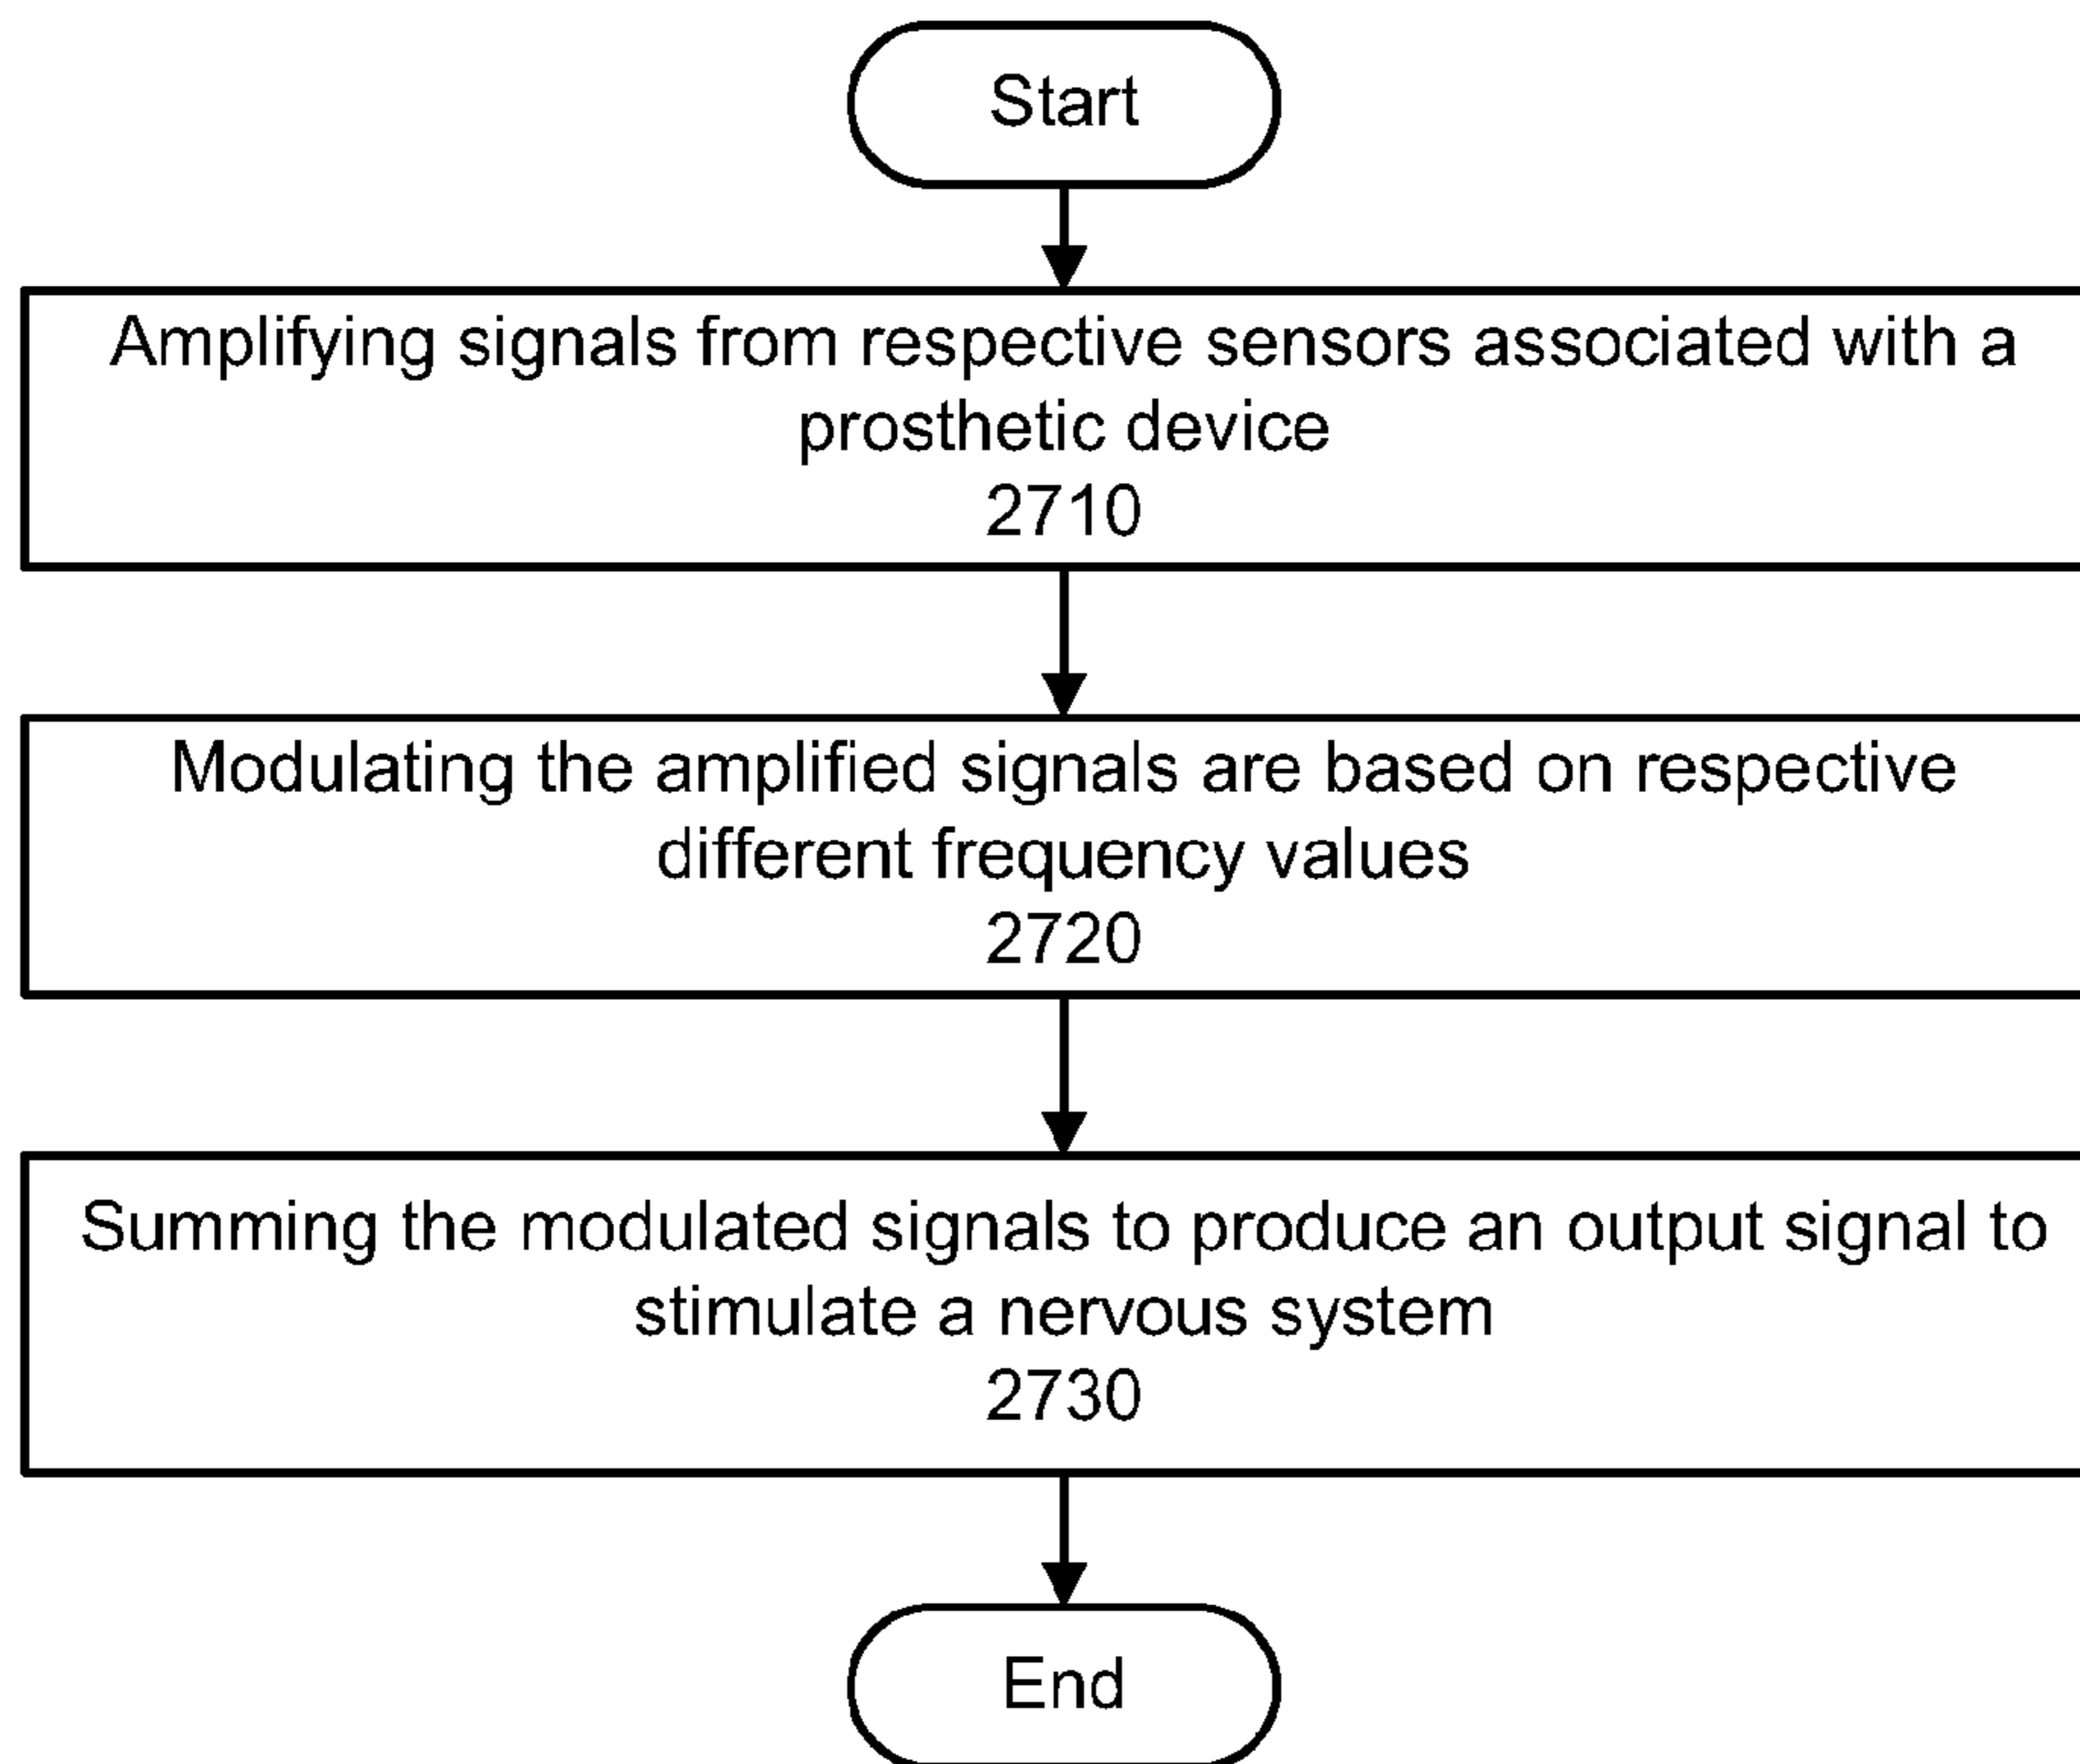 Start
Amplifying signals from respective sensors associated with a
prosthetic device
2710
Modulating the amplified signals are based on respective
different frequency values
2720
Summing the modulated signals to produce an output signal to
stimulate a nervous system
2730
End